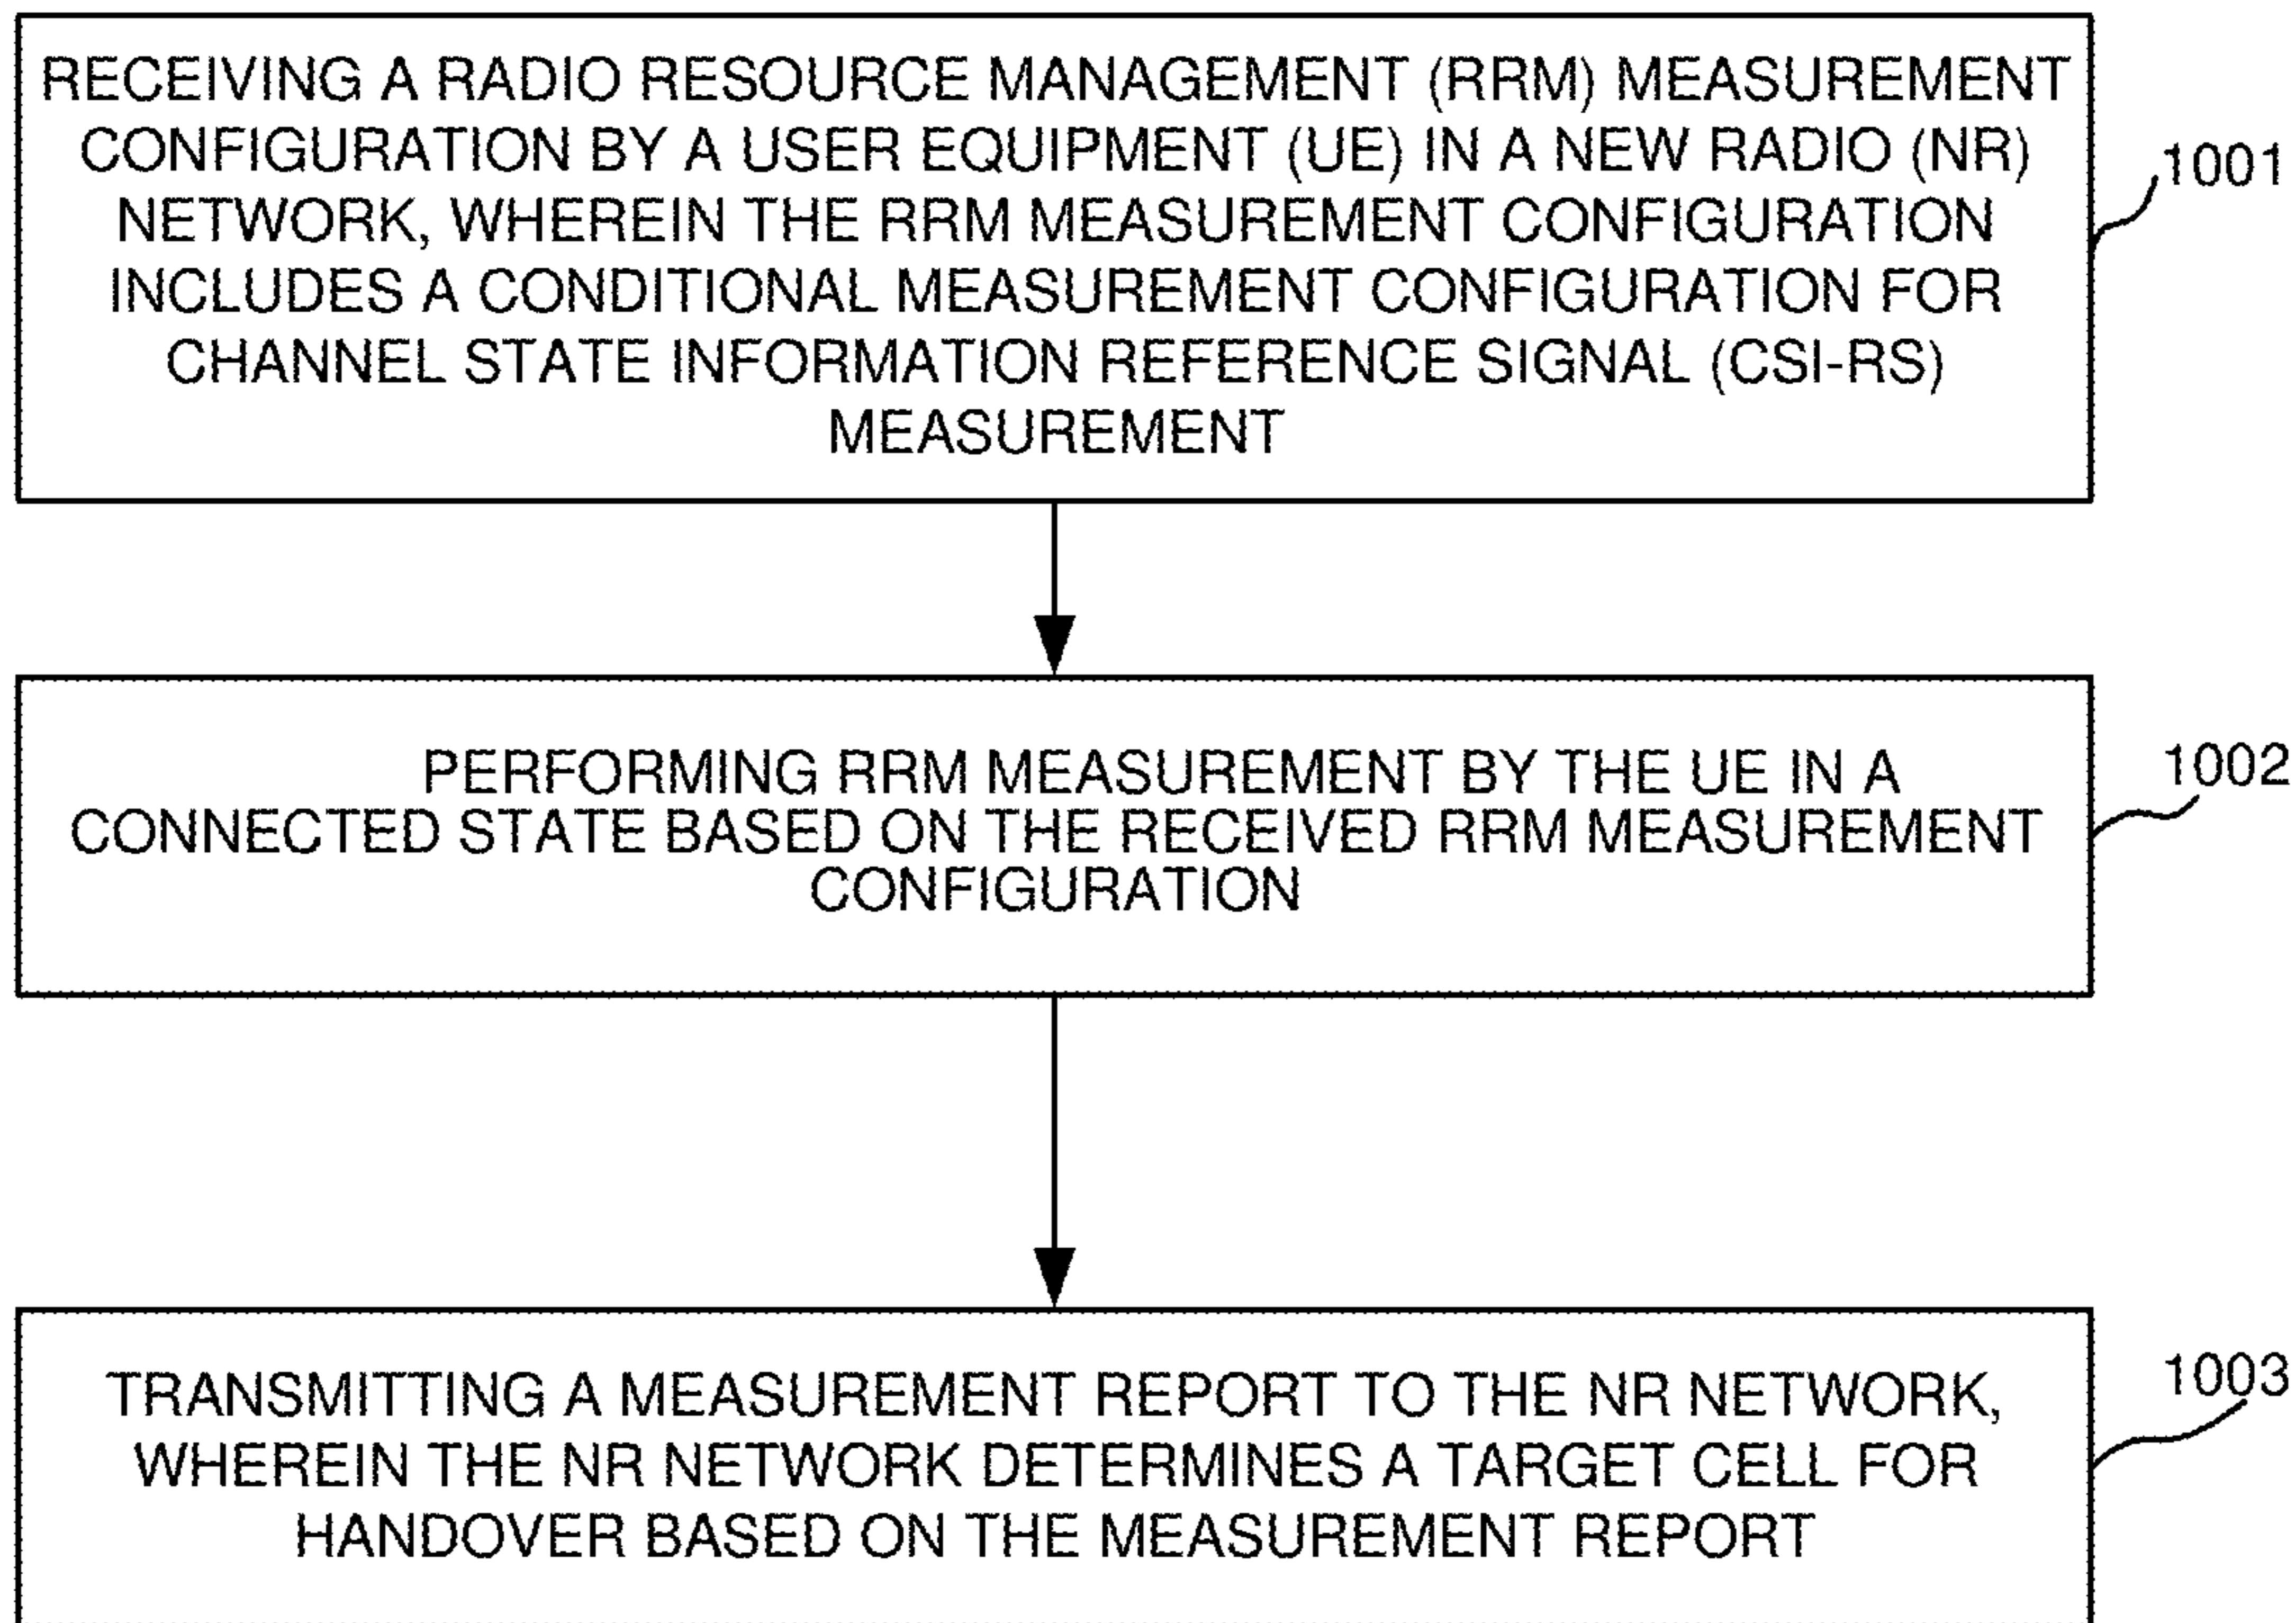 RECEIVING A RADIO RESOURCE MANAGEMENT (RRM) MEASUREMENT
CONFIGURATION BY A USER EQUIPMENT (UE) IN A NEW RADIO (NR)
NETWORK, WHEREIN THE RRM MEASUREMENT CONFIGURATION
INCLUDES A CONDITIONAL MEASUREMENT CONFIGURATION FOR
CHANNEL STATE INFORMATION REFERENCE SIGNAL (CSI-RS)
MEASUREMENT
1001
PERFORMING RRM MEASUREMENT BY THE UE IN A
CONNECTED STATE BASED ON THE RECEIVED RRM MEASUREMENT
CONFIGURATION
1002
TRANSMITTING A MEASUREMENT REPORT TO THE NR NETWORK,
WHEREIN THE NR NETWORK DETERMINES A TARGET CELL FOR
HANDOVER BASED ON THE MEASUREMENT REPORT
1003